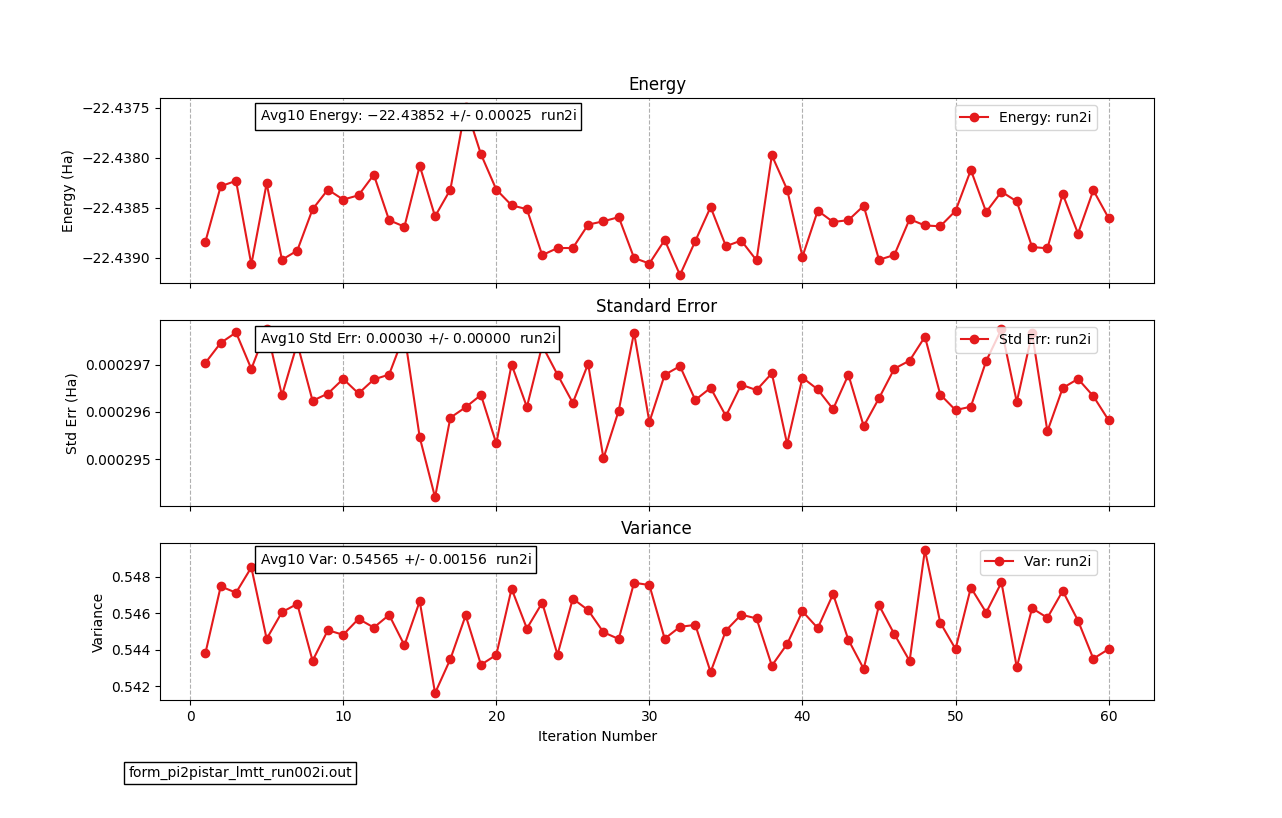 Energy
Avg10 Energy: −22.43852 +/- 0.00025 run2i
Energy: run2i
−22.4375
−22.4380
−22.4385
−22.4390
Energy (Ha)
Standard Error
Avg10 Std Err: 0.00030 +/- 0.00000 run2i
Std Err: run2i
0.000297
0.000296
0.000295
Std Err (Ha)
Variance
Avg10 Var: 0.54565 +/- 0.00156 run2i
Var: run2i
0.548
0.546
0.544
0.542
Variance
0 10 20 30 40 50 60
Iteration Number
form_pi2pistar_lmtt_run002i.out